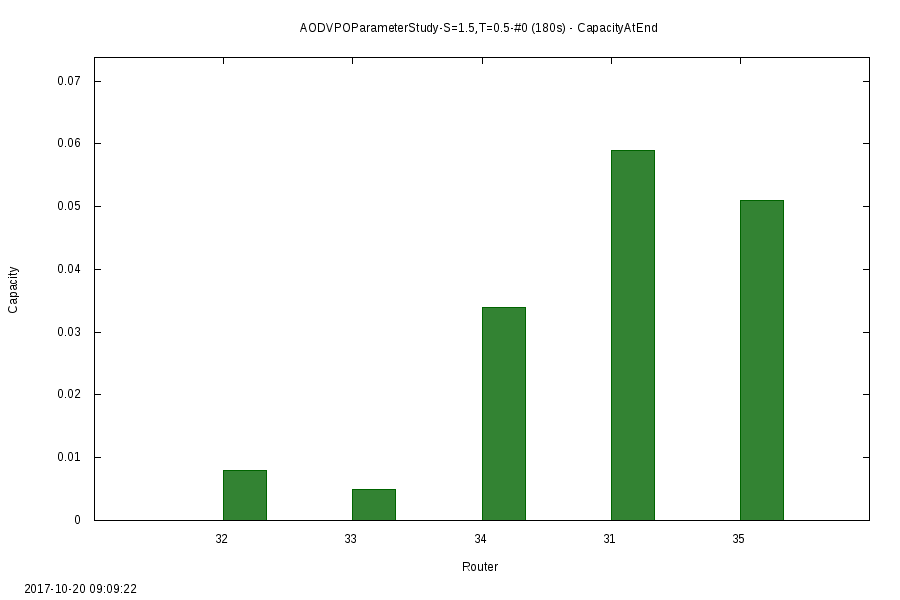 AODVPOParameterStudy-S=1.5,T=0.5-#0 (180s) - CapacityAtEnd
0.07
0.06
0.05
0.04
0.03
0.02
0.01
0
Capacity
32 33 34 31 35
Router
2017-10-20 09:09:22